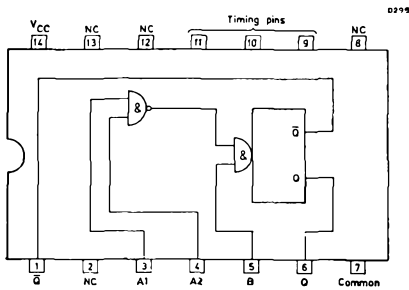 D299
Timing pins
VCC NC NC NC
14 13 12 11 10 9 8
& & Q̅
Q
1 2 3 4 5 6 7
Q̅ NC A1 A2 B Q Common